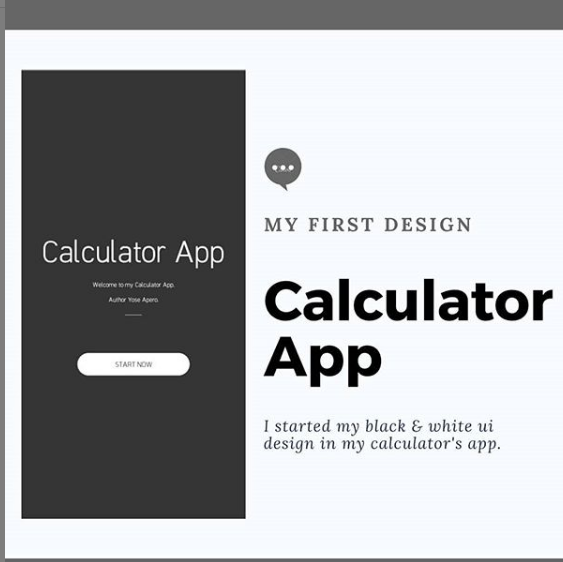 Calculator App
Welcome to my Calculator App.
Author Yose Apero.
START NOW
MY FIRST DESIGN
Calculator
App
I started my black & white ui
design in my calculator's app.